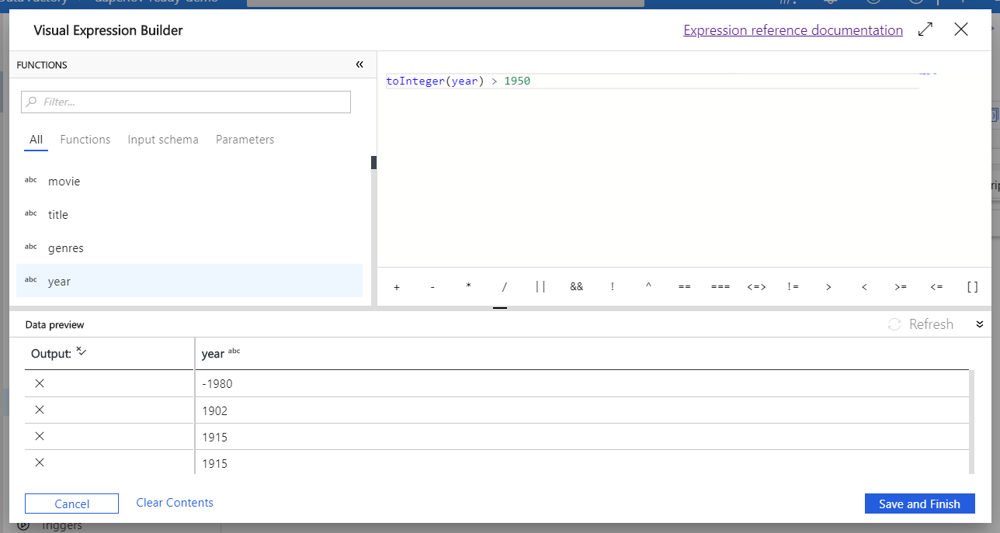 Visual Expression Builder
Expression reference documentation
FUNCTIONS
«
Filter...
All Functions Input schema Parameters
abc movie
abc title
abc genres
abc year
toInteger(year) > 1950
+ - * / || && ! ^ == === <=> != > < >= <= []
Data preview
Refresh
Output:
year abc
-1980
1902
1915
1915
Cancel
Clear Contents
Save and Finish
Triggers